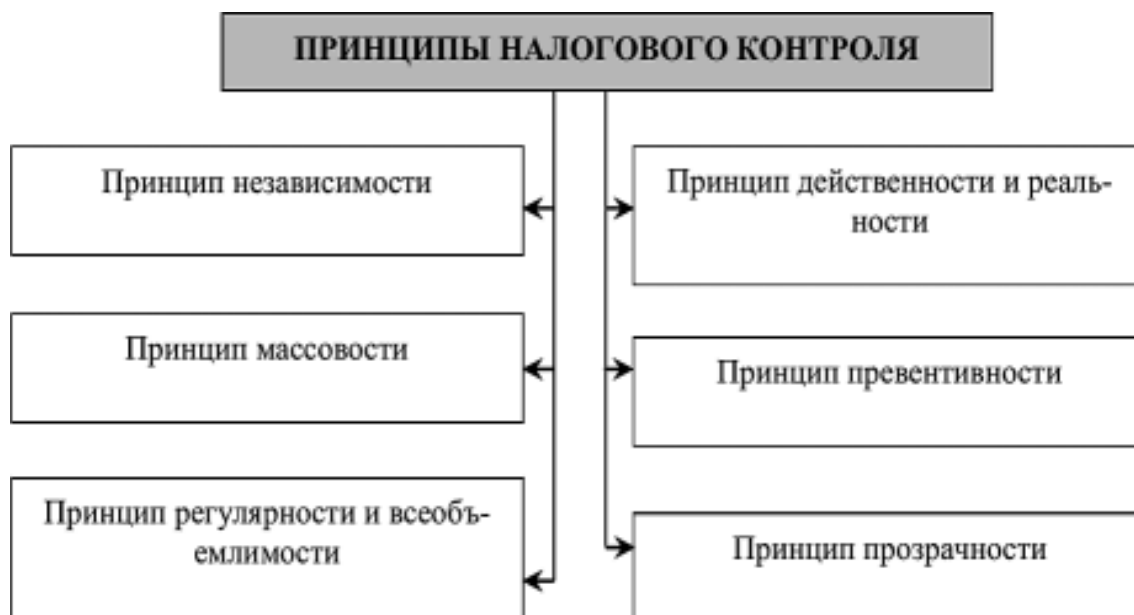 ПРИНЦИПЫ НАЛОГОВОГО КОНТРОЛЯ
Принцип независимости
Принцип массовости
Принцип регулярности и всеобъ-
емлимости
Принцип действенности и реаль-
ности
Принцип превентивности
Принцип прозрачности